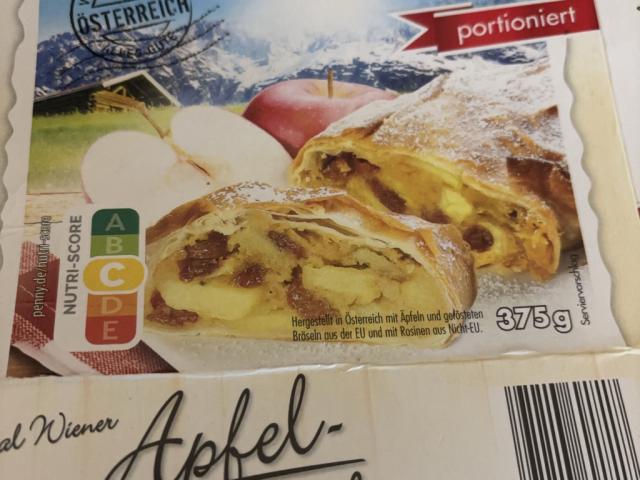 ÖSTERREICH
portioniert
penny.de/nutri-score
NUTRI-SCORE
A
B
C
D
E
Hergestellt in Österreich mit Äpfeln und gelösteten
Bröseln aus der EU und mit Rosinen aus Nicht-EU.
375g
Serviervorschlag
al Wiener
Apfel-